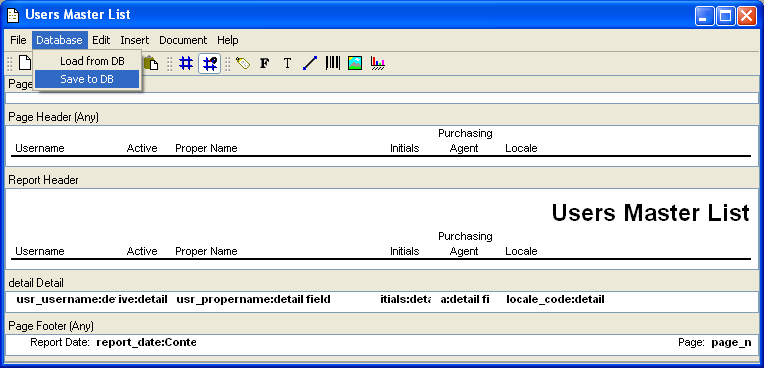 Users Master List
File Database Edit Insert Document Help
Load from DB
F T
Save to DB
Page Header (Any)
Purchasing
Username Active Proper Name Initials Agent Locale
Report Header
Users Master List
Purchasing
Username Active Proper Name Initials Agent Locale
detail Detail
usr_username:de ive:detail usr_propername:detail field itials:deta a:detail fi locale_code:detail
Page Footer (Any)
Report Date: report_date:Conte Page: page_n